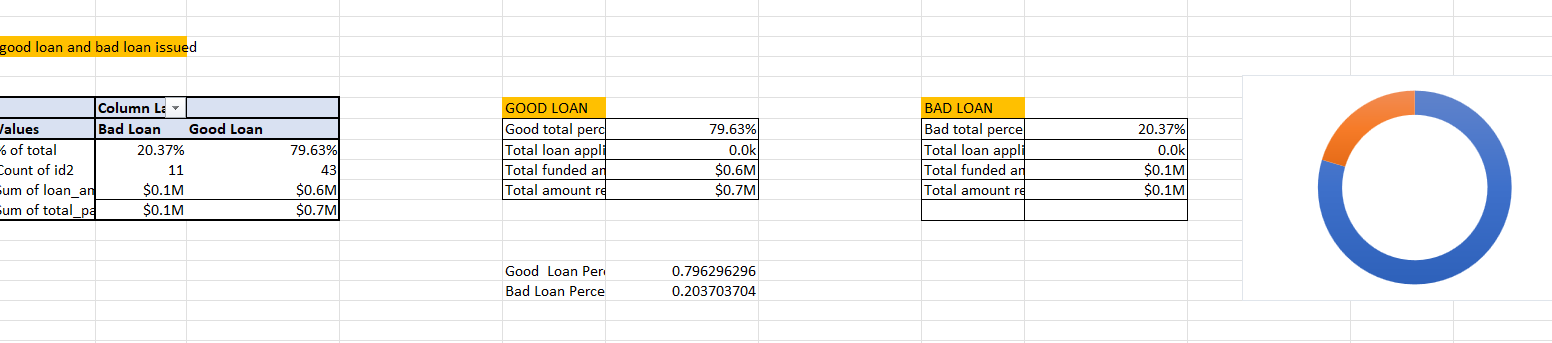 good loan and bad loan issued
Column La
Values Bad Loan Good Loan
% of total 20.37% 79.63%
Count of id2 11 43
Sum of loan_am $0.1M $0.6M
Sum of total_pa $0.1M $0.7M
GOOD LOAN
Good total perc 79.63%
Total loan appli 0.0k
Total funded am $0.6M
Total amount re $0.7M
Good  Loan Perc 0.796296296
Bad Loan Perce 0.203703704
BAD LOAN
Bad total perce 20.37%
Total loan appli 0.0k
Total funded am $0.1M
Total amount re $0.1M